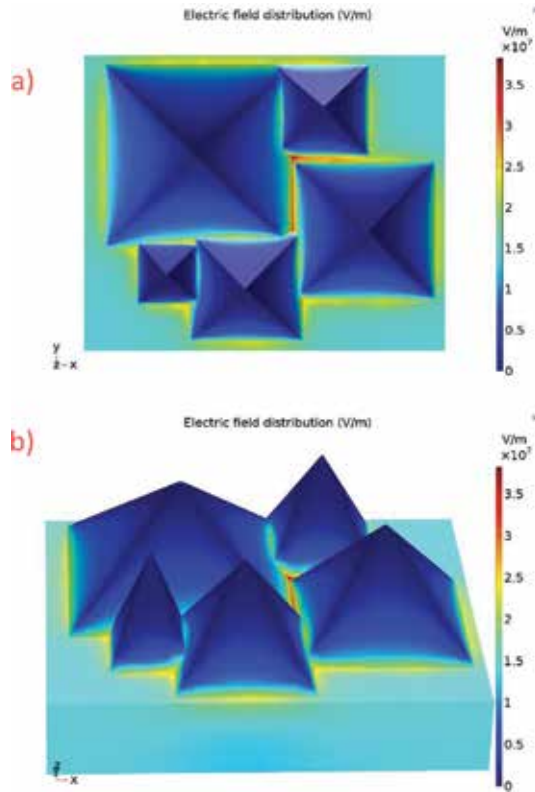 Electric field distribution (V/m)
V/m
×10⁷
a)
3.5
3
2.5
2
1.5
1
0.5
0
y
z x
Electric field distribution (V/m)
b)
V/m
×10⁷
3.5
3
2.5
2
1.5
1
0.5
0
z
x